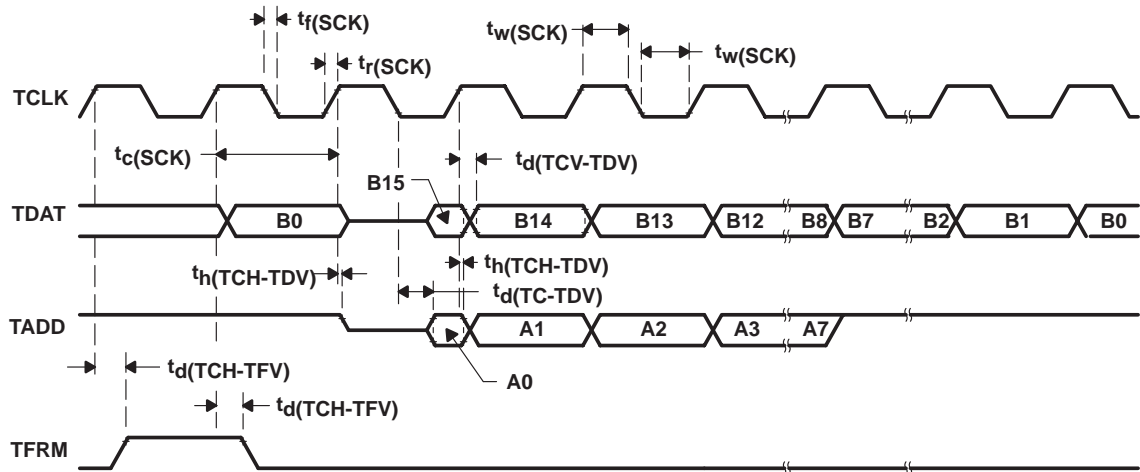 tf(SCK)
tr(SCK)
tw(SCK)
tw(SCK)
TCLK
tc(SCK)
td(TCV-TDV)
B15
TDAT
B0
B14
B13
B12
B8
B7
B2
B1
B0
th(TCH-TDV)
th(TCH-TDV)
td(TC-TDV)
TADD
A1
A2
A3
A7
td(TCH-TFV)
A0
td(TCH-TFV)
TFRM